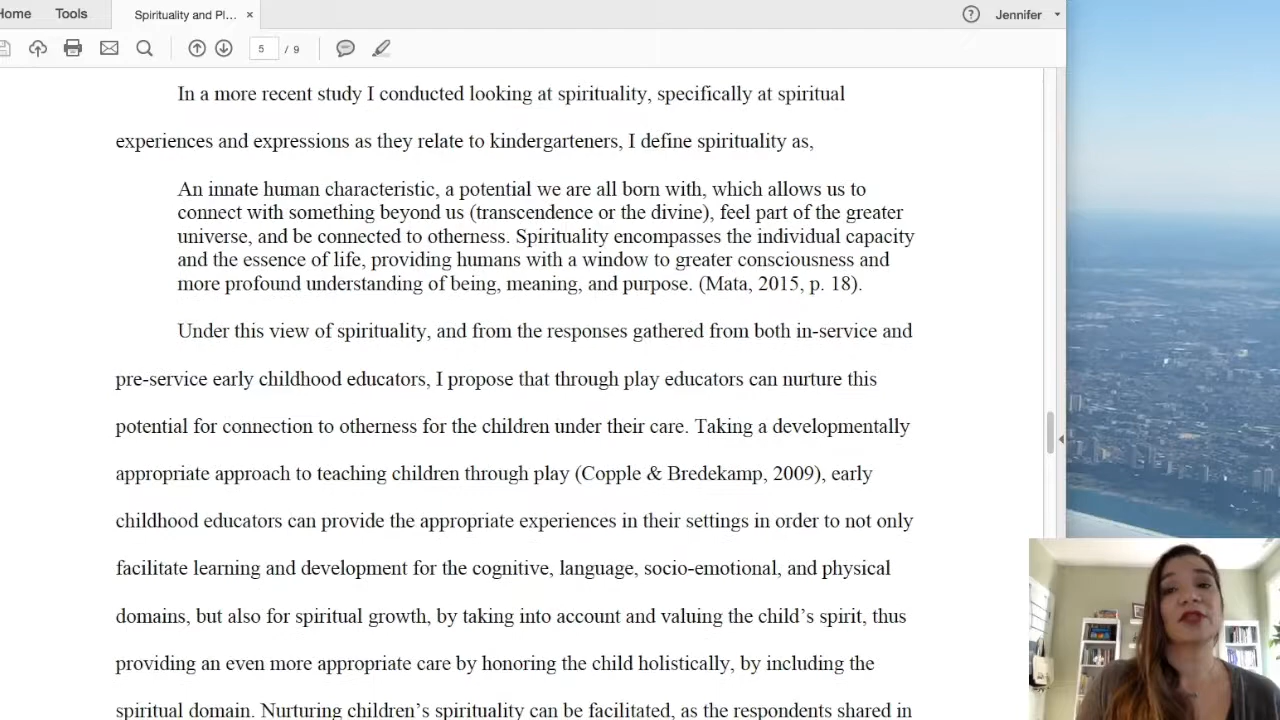 Home Tools Spirituality and Pl... × Jennifer
5 / 9
In a more recent study I conducted looking at spirituality, specifically at spiritual
experiences and expressions as they relate to kindergarteners, I define spirituality as,
An innate human characteristic, a potential we are all born with, which allows us to
connect with something beyond us (transcendence or the divine), feel part of the greater
universe, and be connected to otherness. Spirituality encompasses the individual capacity
and the essence of life, providing humans with a window to greater consciousness and
more profound understanding of being, meaning, and purpose. (Mata, 2015, p. 18).
Under this view of spirituality, and from the responses gathered from both in-service and
pre-service early childhood educators, I propose that through play educators can nurture this
potential for connection to otherness for the children under their care. Taking a developmentally
appropriate approach to teaching children through play (Copple & Bredekamp, 2009), early
childhood educators can provide the appropriate experiences in their settings in order to not only
facilitate learning and development for the cognitive, language, socio-emotional, and physical
domains, but also for spiritual growth, by taking into account and valuing the child’s spirit, thus
providing an even more appropriate care by honoring the child holistically, by including the
spiritual domain. Nurturing children’s spirituality can be facilitated, as the respondents shared in